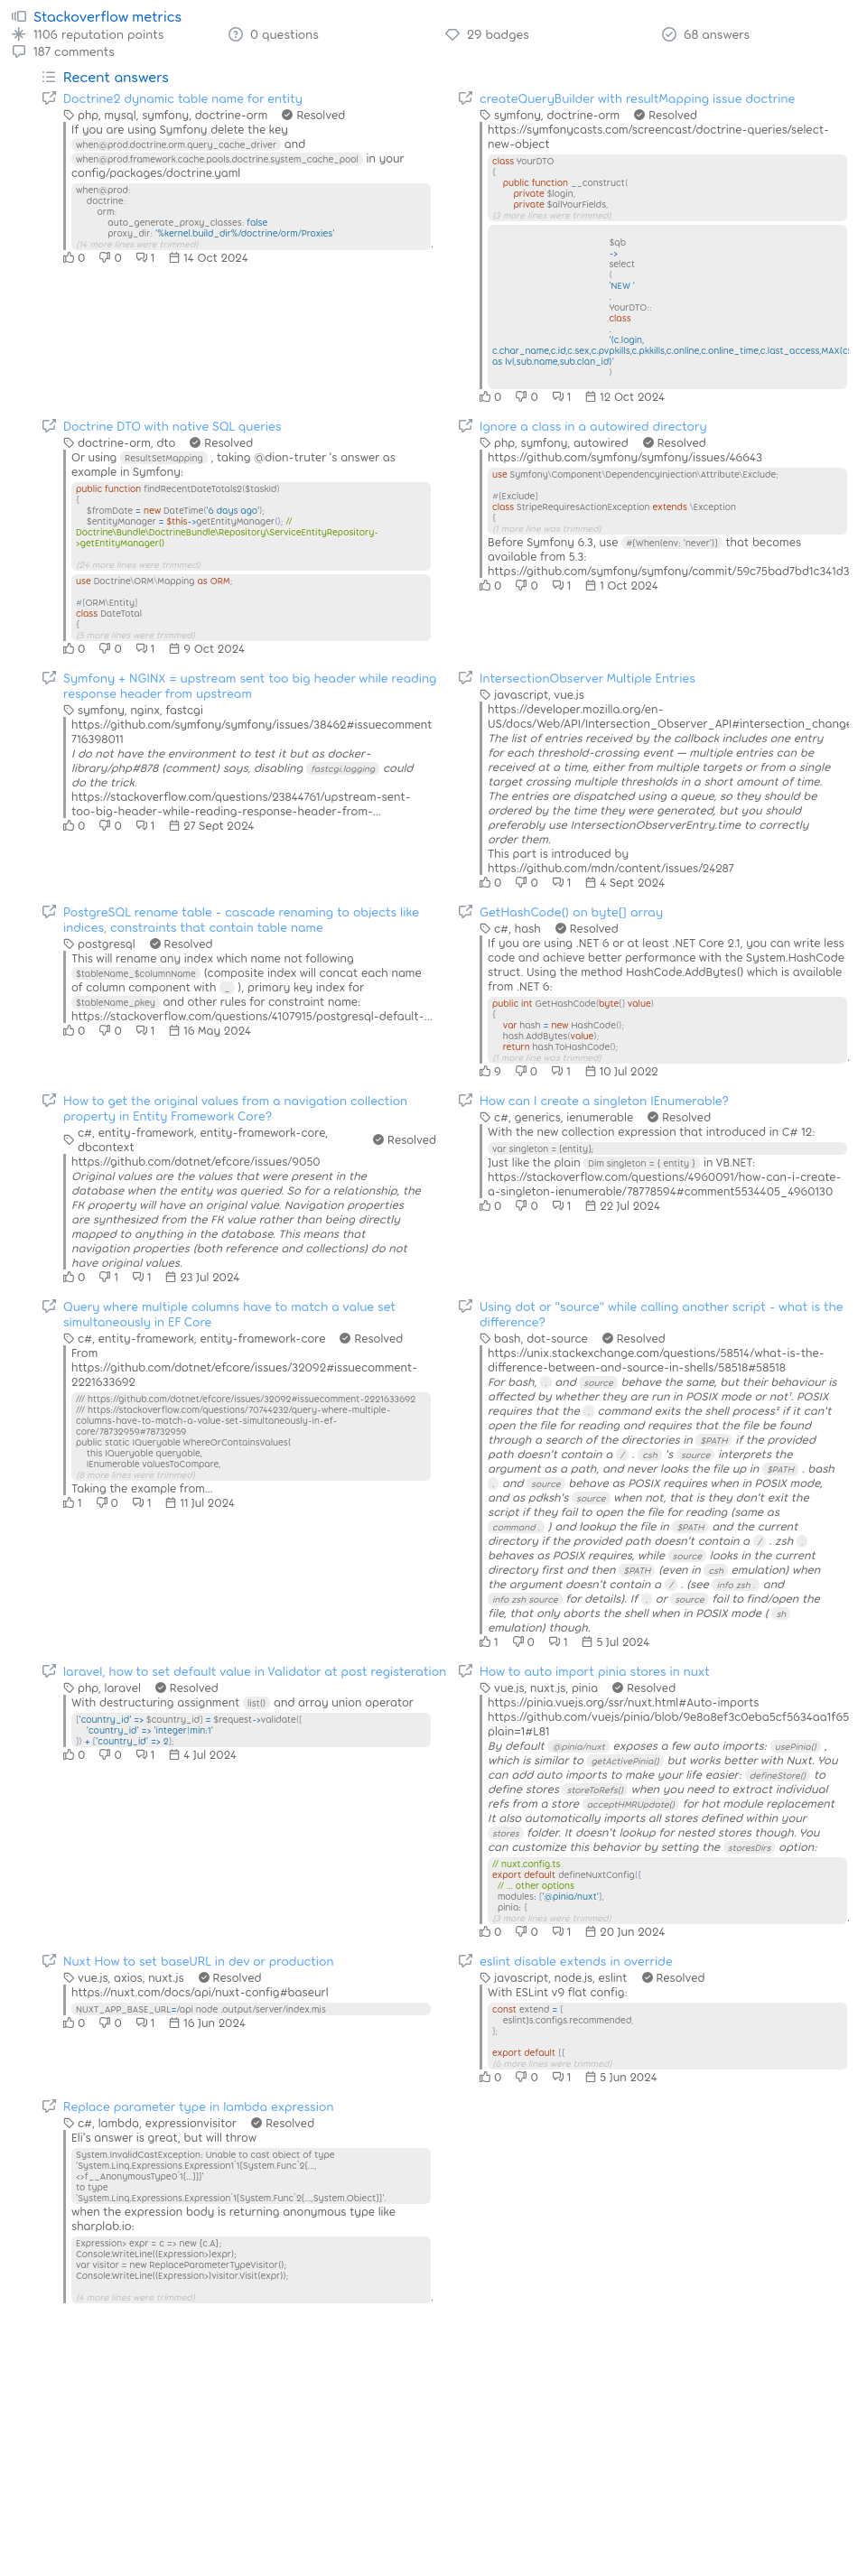 Stackoverflow metrics
1106 reputation points
0 questions
29 badges
68 answers
187 comments
Recent answers
Doctrine2 dynamic table name for entity
php, mysql, symfony, doctrine-orm Resolved
If you are using Symfony delete the key
when@prod.doctrine.orm.query_cache_driver and
when@prod.framework.cache.pools.doctrine.system_cache_pool in your
config/packages/doctrine.yaml
when@prod:
doctrine:
orm:
auto_generate_proxy_classes: false
proxy_dir: '%kernel.build_dir%/doctrine/orm/Proxies'
(14 more lines were trimmed)
.
0 0 1 14 Oct 2024
createQueryBuilder with resultMapping issue doctrine
symfony, doctrine-orm Resolved
https://symfonycasts.com/screencast/doctrine-queries/select-
new-object
class YourDTO
{
public function __construct(
private $login,
private $allYourFields,
(3 more lines were trimmed)
$qb
->
select
(
'NEW '
.
YourDTO::
class
.
'(c.login,
c.char_name,c.id,c.sex,c.pvpkills,c.pkkills,c.online,c.online_time,c.last_access,MAX(cs
as lvl,sub.name,sub.clan_id)'
)
0 0 1 12 Oct 2024
Doctrine DTO with native SQL queries
doctrine-orm, dto Resolved
Or using ResultSetMapping , taking @dion-truter 's answer as
example in Symfony:
public function findRecentDateTotals2($taskId)
{
$fromDate = new DateTime('6 days ago');
$entityManager = $this->getEntityManager(); //
Doctrine\Bundle\DoctrineBundle\Repository\ServiceEntityRepository-
>getEntityManager()
(24 more lines were trimmed)
use Doctrine\ORM\Mapping as ORM;
#[ORM\Entity]
class DateTotal
{
(5 more lines were trimmed)
0 0 1 9 Oct 2024
Ignore a class in a autowired directory
php, symfony, autowired Resolved
https://github.com/symfony/symfony/issues/46643
use Symfony\Component\DependencyInjection\Attribute\Exclude;
#[Exclude]
class StripeRequiresActionException extends \Exception
{
(1 more line was trimmed)
Before Symfony 6.3, use #[When(env: 'never')] that becomes
available from 5.3:
https://github.com/symfony/symfony/commit/59c75bad7bd1c341d3
0 0 1 1 Oct 2024
Symfony + NGINX = upstream sent too big header while reading
response header from upstream
symfony, nginx, fastcgi
https://github.com/symfony/symfony/issues/38462#issuecomment
716398011
I do not have the environment to test it but as docker-
library/php#878 (comment) says, disabling fastcgi.logging could
do the trick.
https://stackoverflow.com/questions/23844761/upstream-sent-
too-big-header-while-reading-response-header-from-...
0 0 1 27 Sept 2024
IntersectionObserver Multiple Entries
javascript, vue.js
https://developer.mozilla.org/en-
US/docs/Web/API/Intersection_Observer_API#intersection_change
The list of entries received by the callback includes one entry
for each threshold-crossing event — multiple entries can be
received at a time, either from multiple targets or from a single
target crossing multiple thresholds in a short amount of time.
The entries are dispatched using a queue, so they should be
ordered by the time they were generated, but you should
preferably use IntersectionObserverEntry.time to correctly
order them.
This part is introduced by
https://github.com/mdn/content/issues/24287
0 0 1 4 Sept 2024
PostgreSQL rename table - cascade renaming to objects like
indices, constraints that contain table name
postgresql Resolved
This will rename any index which name not following
$tableName_$columnName (composite index will concat each name
of column component with _ ), primary key index for
$tableName_pkey and other rules for constraint name:
https://stackoverflow.com/questions/4107915/postgresql-default-...
0 0 1 16 May 2024
GetHashCode() on byte[] array
c#, hash Resolved
If you are using .NET 6 or at least .NET Core 2.1, you can write less
code and achieve better performance with the System.HashCode
struct. Using the method HashCode.AddBytes() which is available
from .NET 6:
public int GetHashCode(byte[] value)
{
var hash = new HashCode();
hash.AddBytes(value);
return hash.ToHashCode();
(1 more line was trimmed)
.
9 0 1 10 Jul 2022
How to get the original values from a navigation collection
property in Entity Framework Core?
c#, entity-framework, entity-framework-core,
dbcontext Resolved
https://github.com/dotnet/efcore/issues/9050
Original values are the values that were present in the
database when the entity was queried. So for a relationship, the
FK property will have an original value. Navigation properties
are synthesized from the FK value rather than being directly
mapped to anything in the database. This means that
navigation properties (both reference and collections) do not
have original values.
0 1 1 23 Jul 2024
How can I create a singleton IEnumerable?
c#, generics, ienumerable Resolved
With the new collection expression that introduced in C# 12:
var singleton = [entity];
Just like the plain Dim singleton = { entity } in VB.NET:
https://stackoverflow.com/questions/4960091/how-can-i-create-
a-singleton-ienumerable/78778594#comment5534405_4960130
0 0 1 22 Jul 2024
Query where multiple columns have to match a value set
simultaneously in EF Core
c#, entity-framework, entity-framework-core Resolved
From
https://github.com/dotnet/efcore/issues/32092#issuecomment-
2221633692
/// https://github.com/dotnet/efcore/issues/32092#issuecomment-2221633692
/// https://stackoverflow.com/questions/70744232/query-where-multiple-
columns-have-to-match-a-value-set-simultaneously-in-ef-
core/78732959#78732959
public static IQueryable WhereOrContainsValues(
this IQueryable queryable,
IEnumerable valuesToCompare,
(8 more lines were trimmed)
Taking the example from...
1 0 1 11 Jul 2024
Using dot or "source" while calling another script - what is the
difference?
bash, dot-source Resolved
https://unix.stackexchange.com/questions/58514/what-is-the-
difference-between-and-source-in-shells/58518#58518
For bash, . and source behave the same, but their behaviour is
affected by whether they are run in POSIX mode or not¹. POSIX
requires that the . command exits the shell process² if it can't
open the file for reading and requires that the file be found
through a search of the directories in $PATH if the provided
path doesn't contain a / . csh 's source interprets the
argument as a path, and never looks the file up in $PATH . bash
. and source behave as POSIX requires when in POSIX mode,
and as pdksh's source when not, that is they don't exit the
script if they fail to open the file for reading (same as
command . ) and lookup the file in $PATH and the current
directory if the provided path doesn't contain a / . zsh .
behaves as POSIX requires, while source looks in the current
directory first and then $PATH (even in csh emulation) when
the argument doesn't contain a / . (see info zsh . and
info zsh source for details). If . or source fail to find/open the
file, that only aborts the shell when in POSIX mode ( sh
emulation) though.
1 0 1 5 Jul 2024
laravel, how to set default value in Validator at post registeration
php, laravel Resolved
With destructuring assignment list() and array union operator
['country_id' => $country_id] = $request->validate([
'country_id' => 'integer|min:1'
]) + ['country_id' => 2];
0 0 1 4 Jul 2024
How to auto import pinia stores in nuxt
vue.js, nuxt.js, pinia Resolved
https://pinia.vuejs.org/ssr/nuxt.html#Auto-imports
https://github.com/vuejs/pinia/blob/9e8a8ef3c0eba5cf5634aa1f65
plain=1#L81
By default @pinia/nuxt exposes a few auto imports: usePinia() ,
which is similar to getActivePinia() but works better with Nuxt. You
can add auto imports to make your life easier: defineStore() to
define stores storeToRefs() when you need to extract individual
refs from a store acceptHMRUpdate() for hot module replacement
It also automatically imports all stores defined within your
stores folder. It doesn't lookup for nested stores though. You
can customize this behavior by setting the storesDirs option:
// nuxt.config.ts
export default defineNuxtConfig({
// ... other options
modules: ['@pinia/nuxt'],
pinia: {
(3 more lines were trimmed)
.
0 0 1 20 Jun 2024
Nuxt How to set baseURL in dev or production
vue.js, axios, nuxt.js Resolved
https://nuxt.com/docs/api/nuxt-config#baseurl
NUXT_APP_BASE_URL=/api node .output/server/index.mjs
0 0 1 16 Jun 2024
eslint disable extends in override
javascript, node.js, eslint Resolved
With ESLint v9 flat config:
const extend = [
eslintJs.configs.recommended,
];
export default [{
(6 more lines were trimmed)
0 0 1 5 Jun 2024
Replace parameter type in lambda expression
c#, lambda, expressionvisitor Resolved
Eli's answer is great, but will throw
System.InvalidCastException: Unable to cast object of type
'System.Linq.Expressions.Expression1`1[System.Func`2[...,
<>f__AnonymousType0`1[...]]]'
to type
'System.Linq.Expressions.Expression`1[System.Func`2[...,System.Object]]'.
when the expression body is returning anonymous type like
sharplab.io:
Expression> expr = c => new {c.A};
Console.WriteLine((Expression>)expr);
var visitor = new ReplaceParameterTypeVisitor();
Console.WriteLine((Expression>)visitor.Visit(expr));
(4 more lines were trimmed)
.